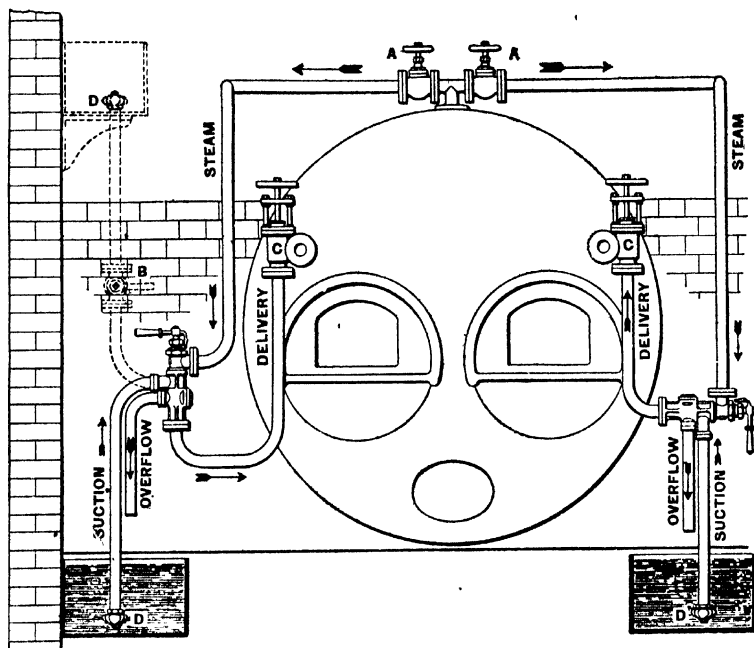 A
A
D
STEAM
STEAM
C
C
B
DELIVERY
DELIVERY
SUCTION
OVERFLOW
OVERFLOW
SUCTION
D
D